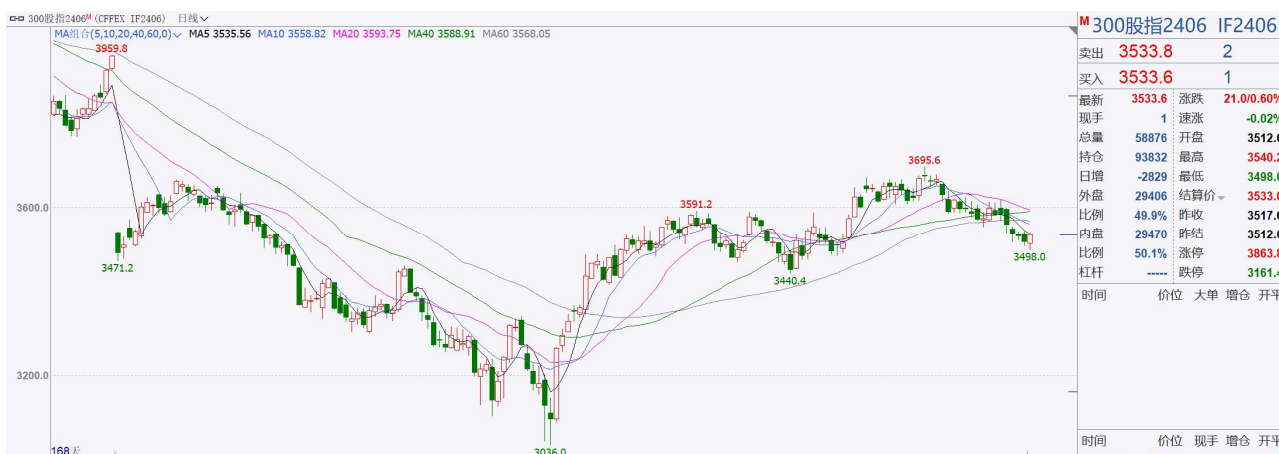 300股指2406M (CFFEX IF2406) 日线
MA组合(5,10,20,40,60,0) MA5 3535.56 MA10 3558.82 MA20 3593.75 MA40 3588.91 MA60 3568.05
3959.8
3695.6
3600.0
3591.2
3471.2
3440.4
3498.0
3200.0
3036.0
168天
M 300股指2406 IF2406
卖出 3533.8 2
买入 3533.6 1
最新 3533.6 涨跌 21.0/0.60%
现手 1 速涨 -0.02%
总量 58876 开盘 3512.6
持仓 93832 最高 3540.2
日增 -2829 最低 3498.0
外盘 29406 结算价 3533.0
比例 49.9% 昨收 3517.0
内盘 29470 昨结 3512.6
比例 50.1% 涨停 3863.8
杠杆 ----- 跌停 3161.4
时间 价位 大单 增仓 开平
时间 价位 现手 增仓 开平